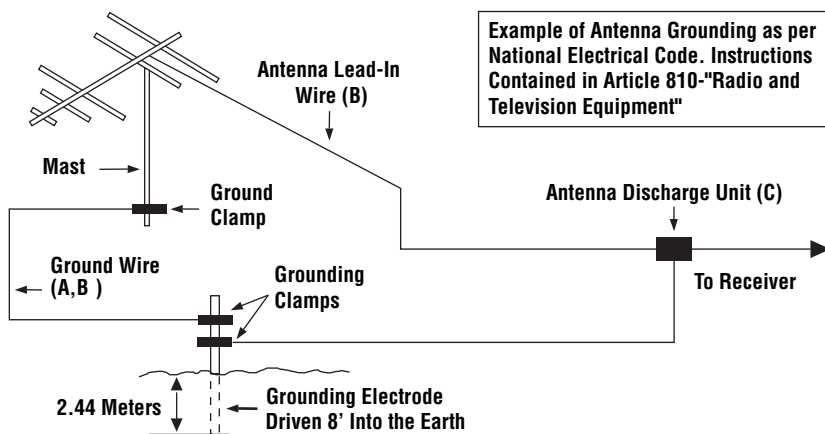 Example of Antenna Grounding as per
National Electrical Code. Instructions
Contained in Article 810-"Radio and
Television Equipment"
Antenna Lead-In
Wire (B)
Mast
Ground
Clamp
Antenna Discharge Unit (C)
Ground Wire
(A,B )
Grounding
Clamps
To Receiver
2.44 Meters
Grounding Electrode
Driven 8' Into the Earth